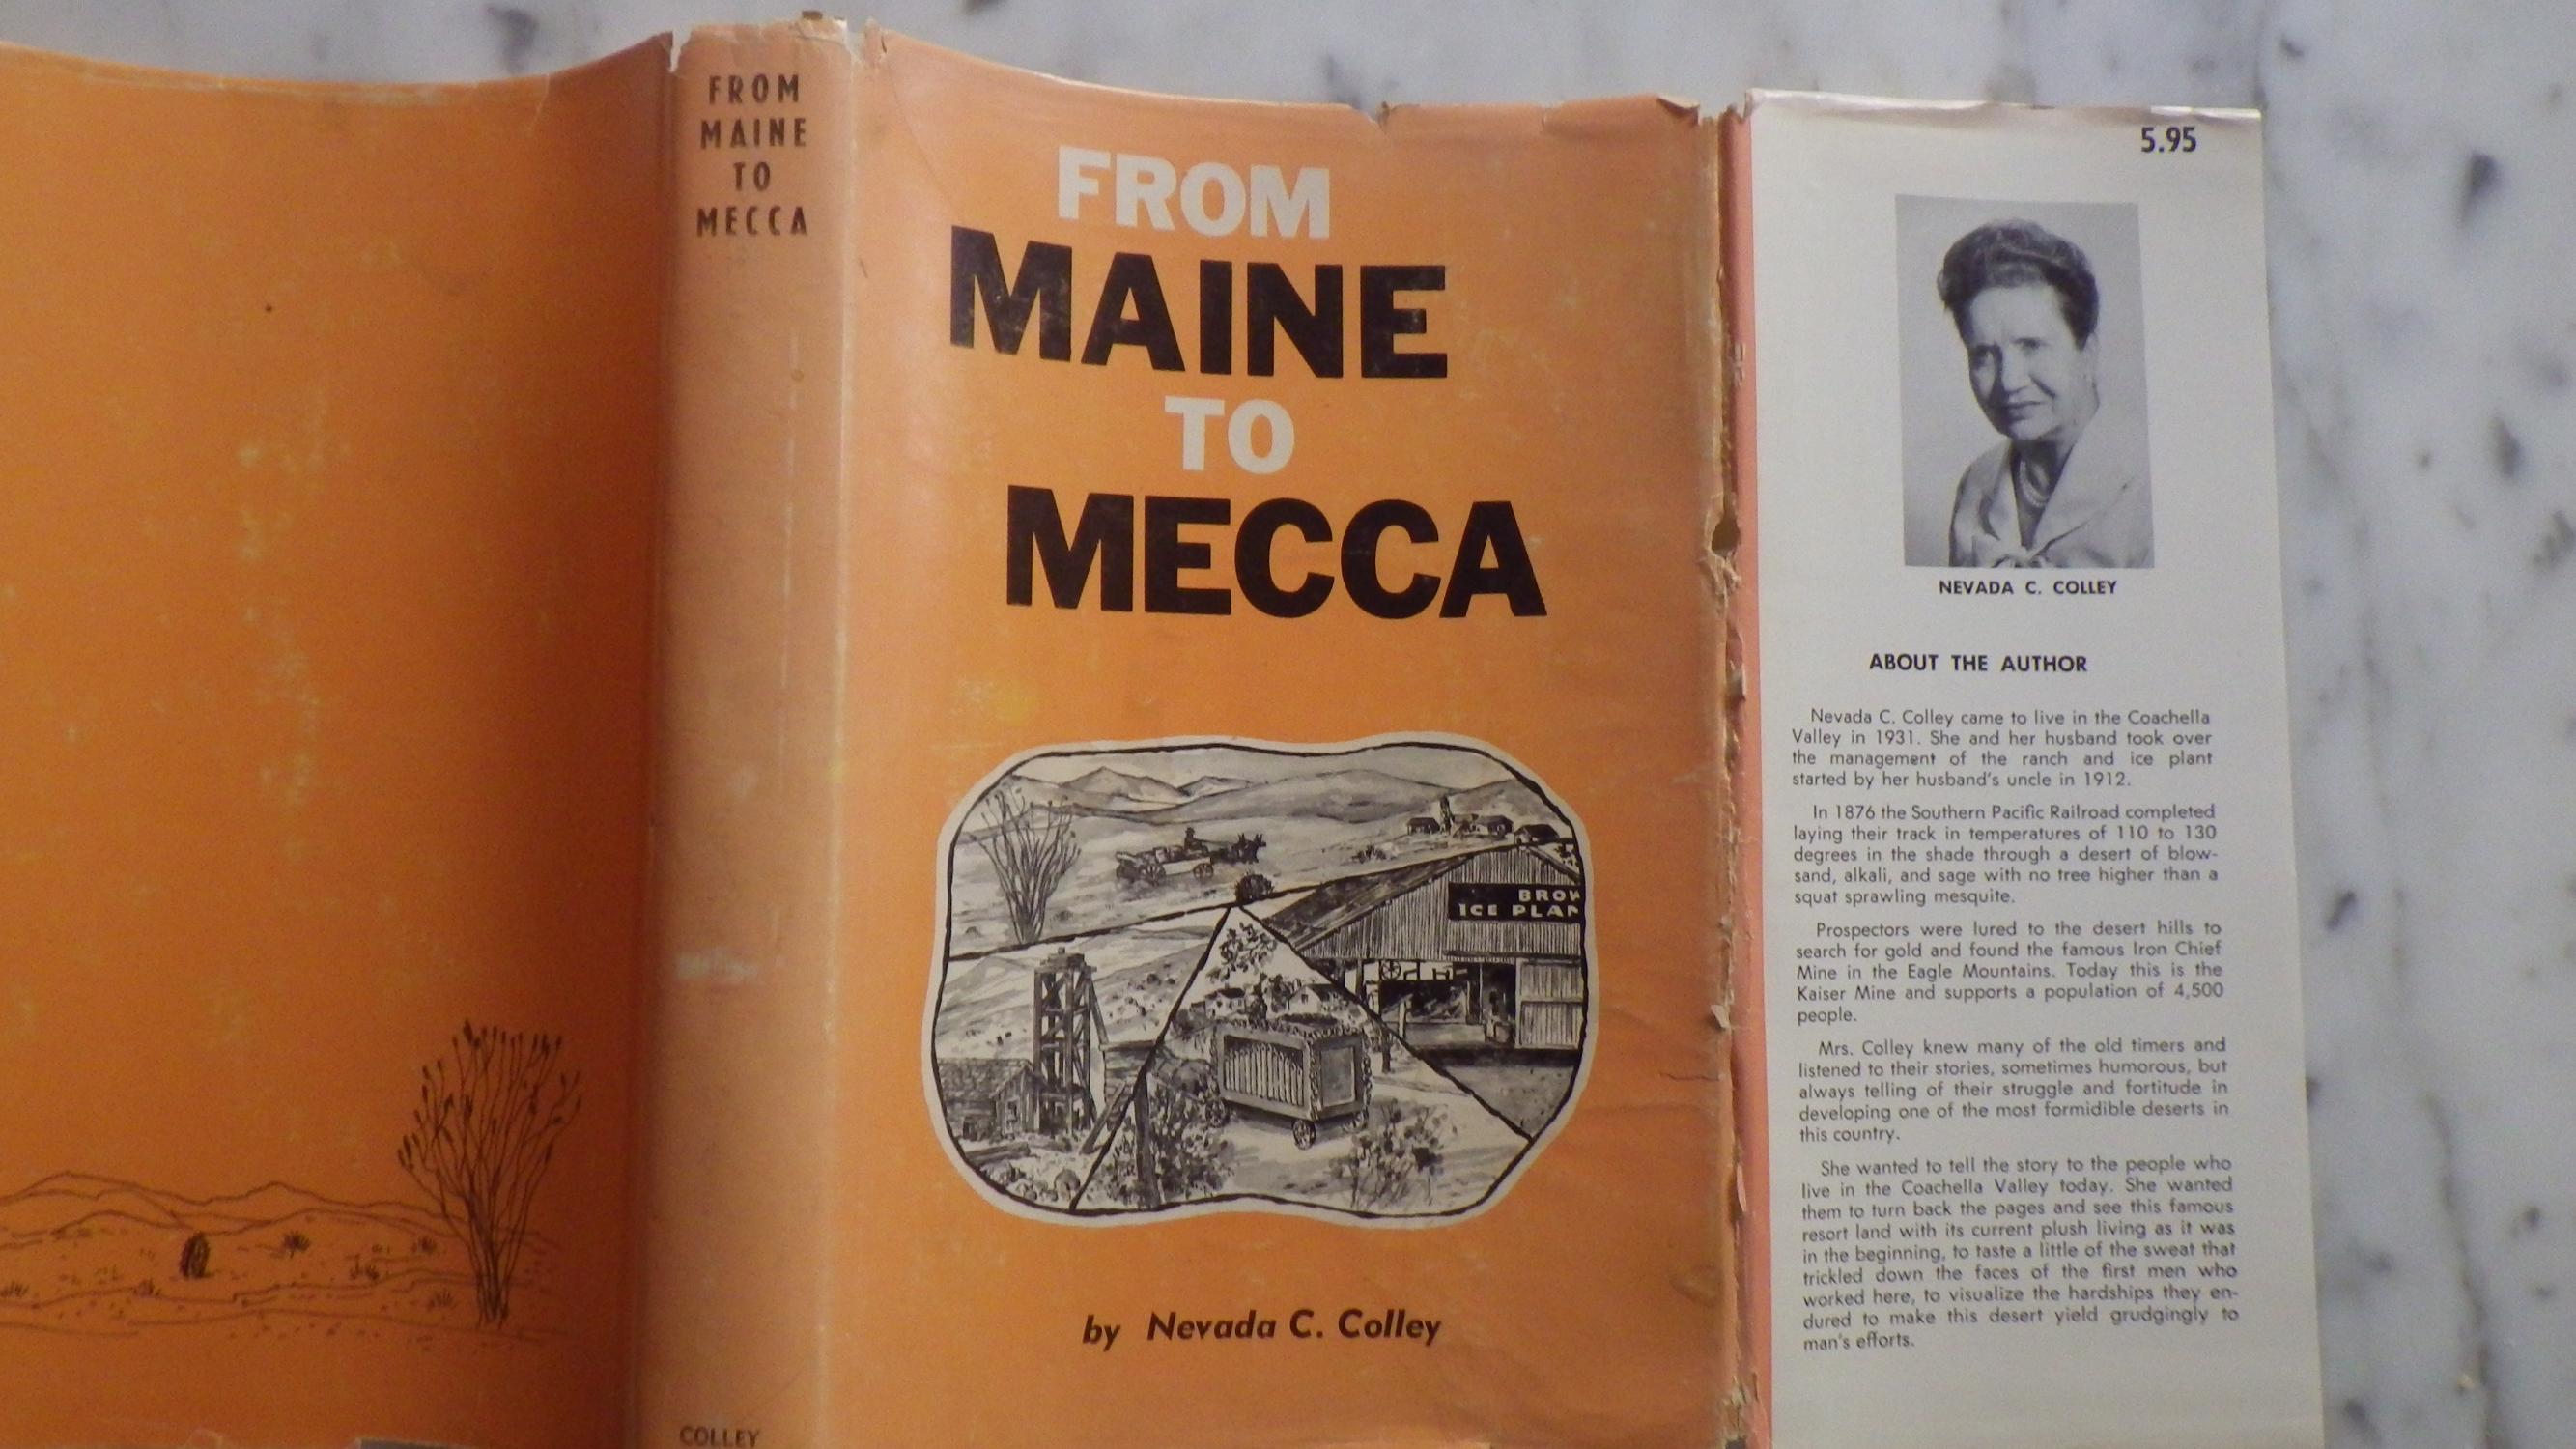 FROM
MAINE
TO
MECCA
COLLEY
FROM
MAINE
TO
MECCA
BROW
ICE PLAN
by Nevada C. Colley
5.95
NEVADA C. COLLEY
ABOUT THE AUTHOR
Nevada C. Colley came to live in the Coachella
Valley in 1931. She and her husband took over
the management of the ranch and ice plant
started by her husband's uncle in 1912.
In 1876 the Southern Pacific Railroad completed
laying their track in temperatures of 110 to 130
degrees in the shade through a desert of blow-
sand, alkali, and sage with no tree higher than a
squat sprawling mesquite.
Prospectors were lured to the desert hills to
search for gold and found the famous Iron Chief
Mine in the Eagle Mountains. Today this is the
Kaiser Mine and supports a population of 4,500
people.
Mrs. Colley knew many of the old timers and
listened to their stories, sometimes humorous, but
always telling of their struggle and fortitude in
developing one of the most formidible deserts in
this country.
She wanted to tell the story to the people who
live in the Coachella Valley today. She wanted
them to turn back the pages and see this famous
resort land with its current plush living as it was
in the beginning, to taste a little of the sweat that
trickled down the faces of the first men who
worked here, to visualize the hardships they en-
dured to make this desert yield grudgingly to
man's efforts.